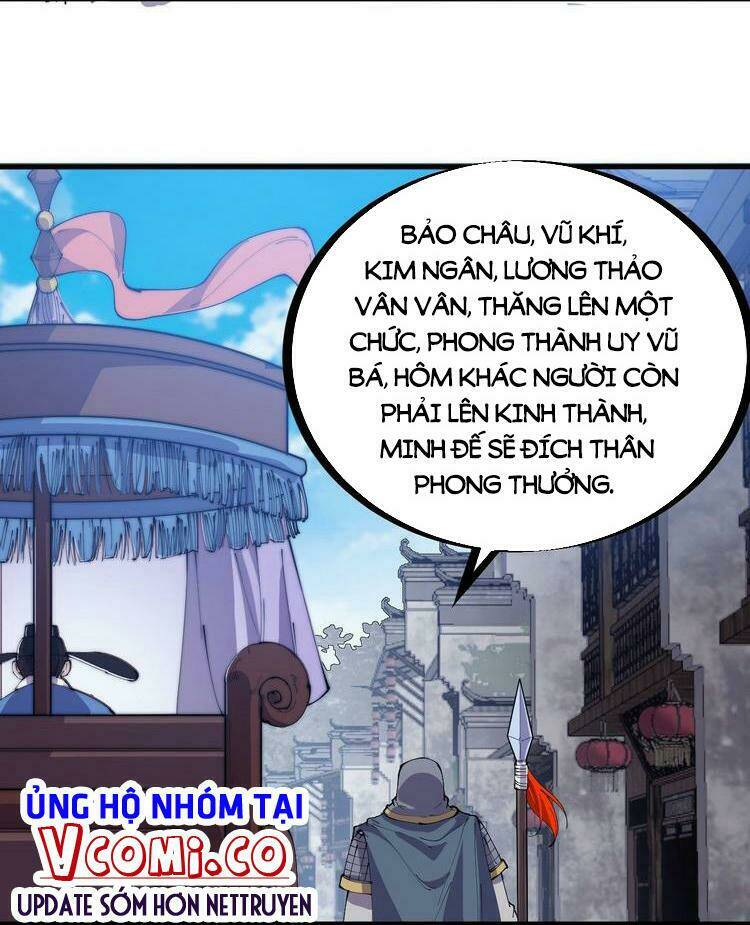 BẢO CHÂU, VŨ KHÍ,
KIM NGÂN, LƯƠNG THẢO
VÂN VÂN, THĂNG LÊN MỘT
CHỨC, PHONG THÀNH UY VŨ
BÁ, HÔM KHÁC NGƯỜI CÒN
PHẢI LÊN KINH THÀNH,
MINH ĐẾ SẼ ĐÍCH THÂN
PHONG THƯỞNG.
ỦNG HỘ NHÓM TẠI
VCOMI.CO
UPDATE SỚM HƠN NETTRUYEN